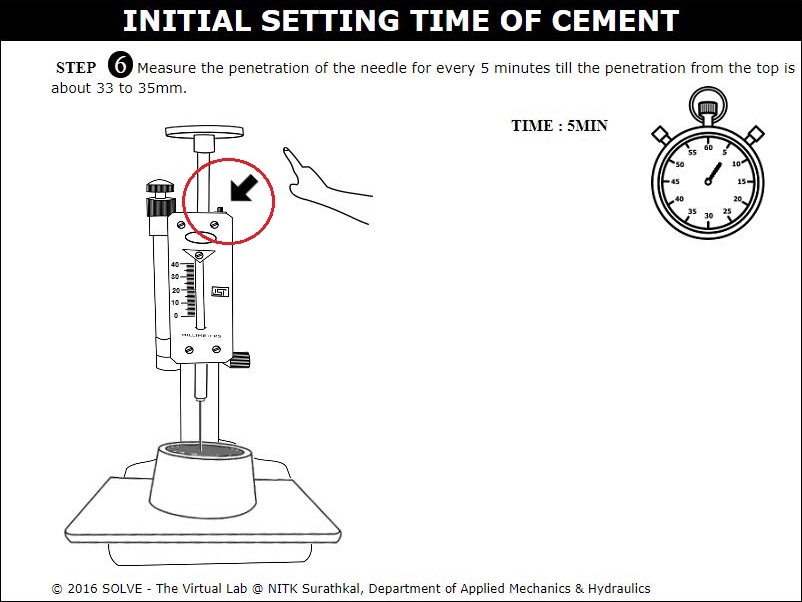 INITIAL SETTING TIME OF CEMENT
STEP 6 Measure the penetration of the needle for every 5 minutes till the penetration from the top is
about 33 to 35mm.
TIME : 5MIN
60
55 5
50 10
45 15
40 20
35 25
30
40
30
20
10
0
MILLIMETRES
© 2016 SOLVE - The Virtual Lab @ NITK Surathkal, Department of Applied Mechanics & Hydraulics